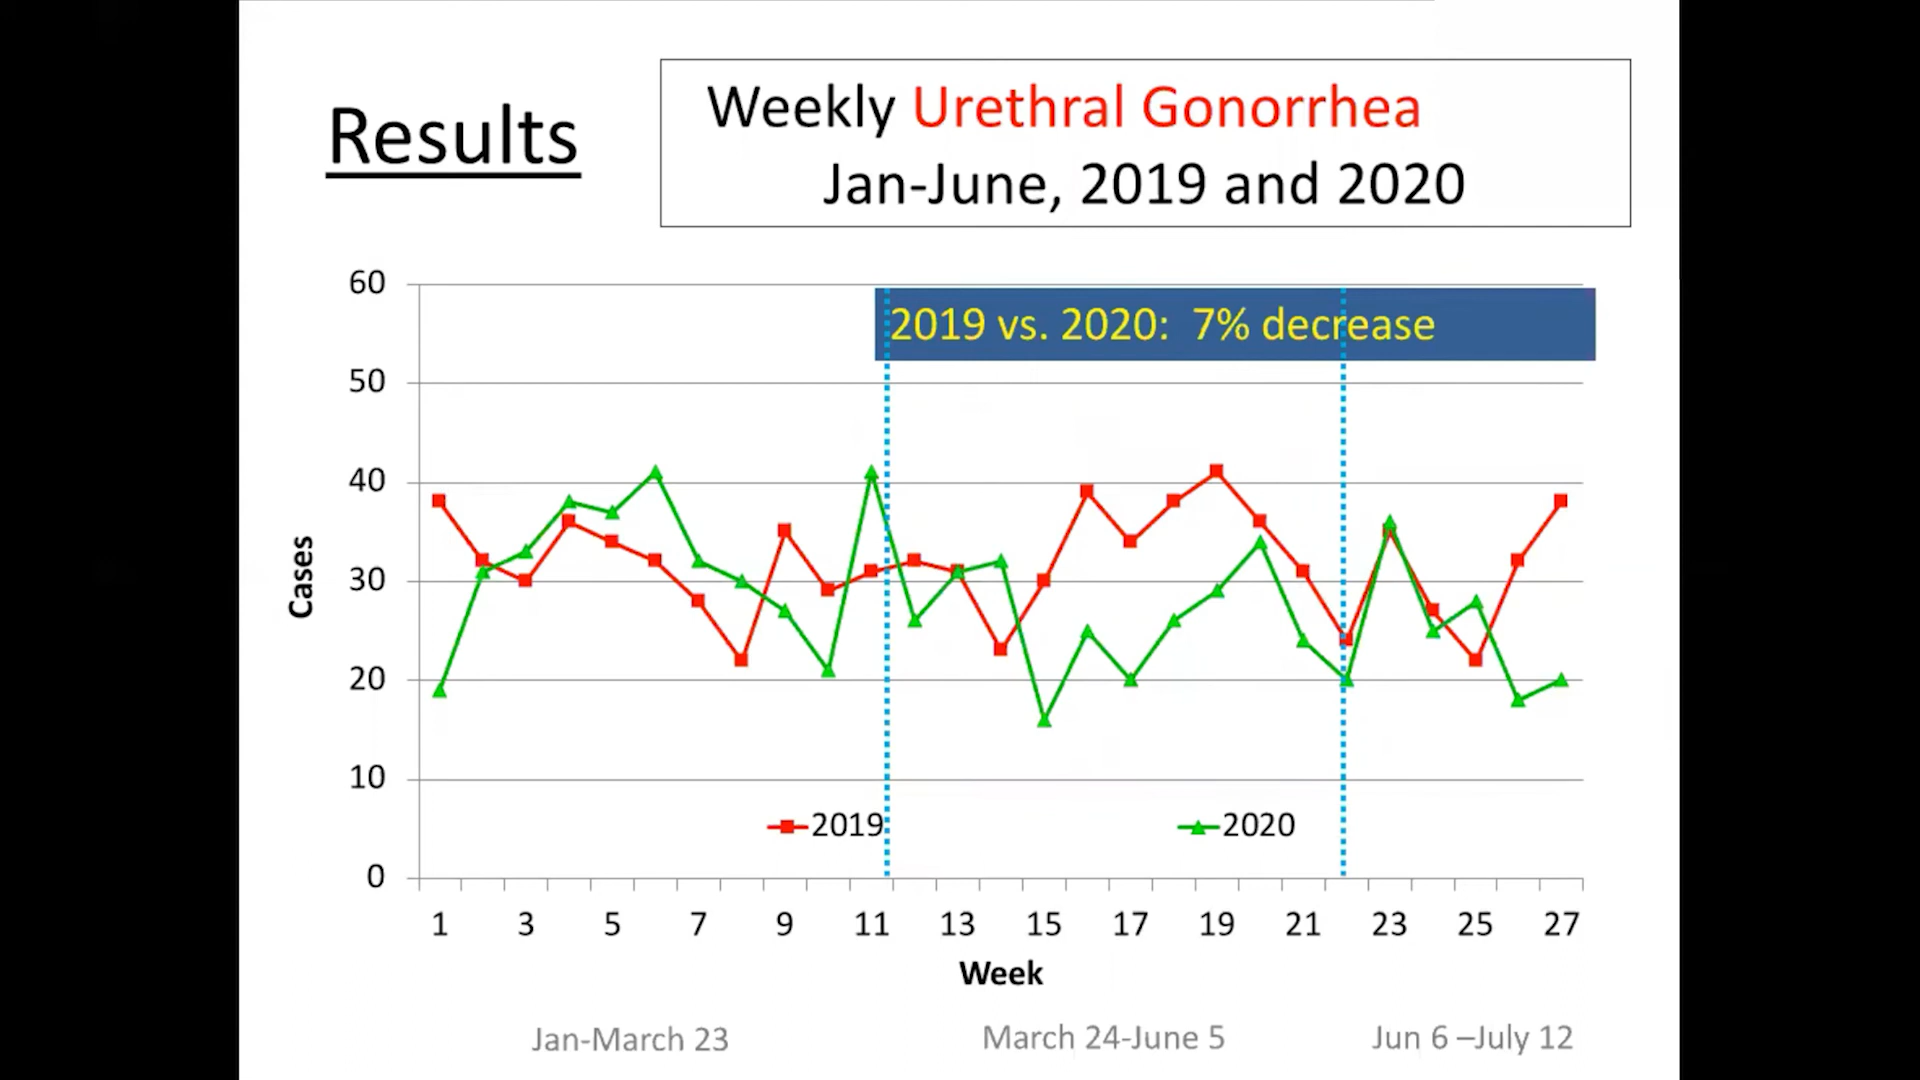 Results
Weekly Urethral Gonorrhea
Jan-June, 2019 and 2020
2019 vs. 2020:  7% decrease
60
50
40
30
20
10
0
Cases
2019
2020
1 3 5 7 9 11 13 15 17 19 21 23 25 27
Week
Jan-March 23
March 24-June 5
Jun 6 –July 12